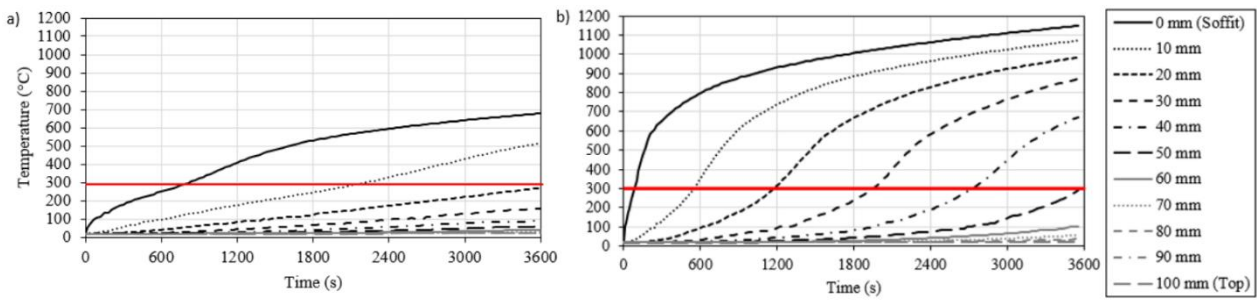 a)
1200
1100
1000
900
800
700
600
500
400
300
200
100
0
Temperature (°C)
0 600 1200 1800 2400 3000 3600
Time (s)
b)
1200
1100
1000
900
800
700
600
500
400
300
200
100
0
0 600 1200 1800 2400 3000 3600
Time (s)
0 mm (Soffit)
10 mm
20 mm
30 mm
40 mm
50 mm
60 mm
70 mm
80 mm
90 mm
100 mm (Top)